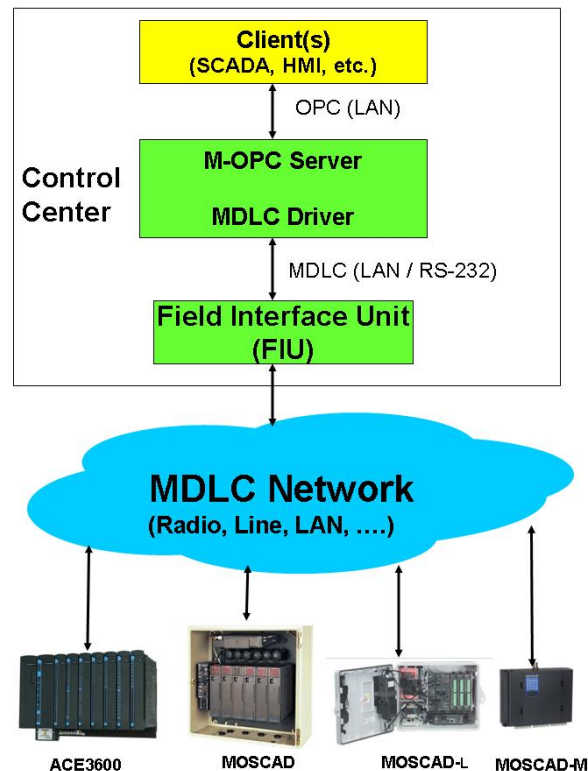 Client(s)
(SCADA, HMI, etc.)
OPC (LAN)
Control
Center
M-OPC Server
MDLC Driver
MDLC (LAN / RS-232)
Field Interface Unit
(FIU)
MDLC Network
(Radio, Line, LAN, ....)
ACE3600
MOSCAD
MOSCAD-L
MOSCAD-M